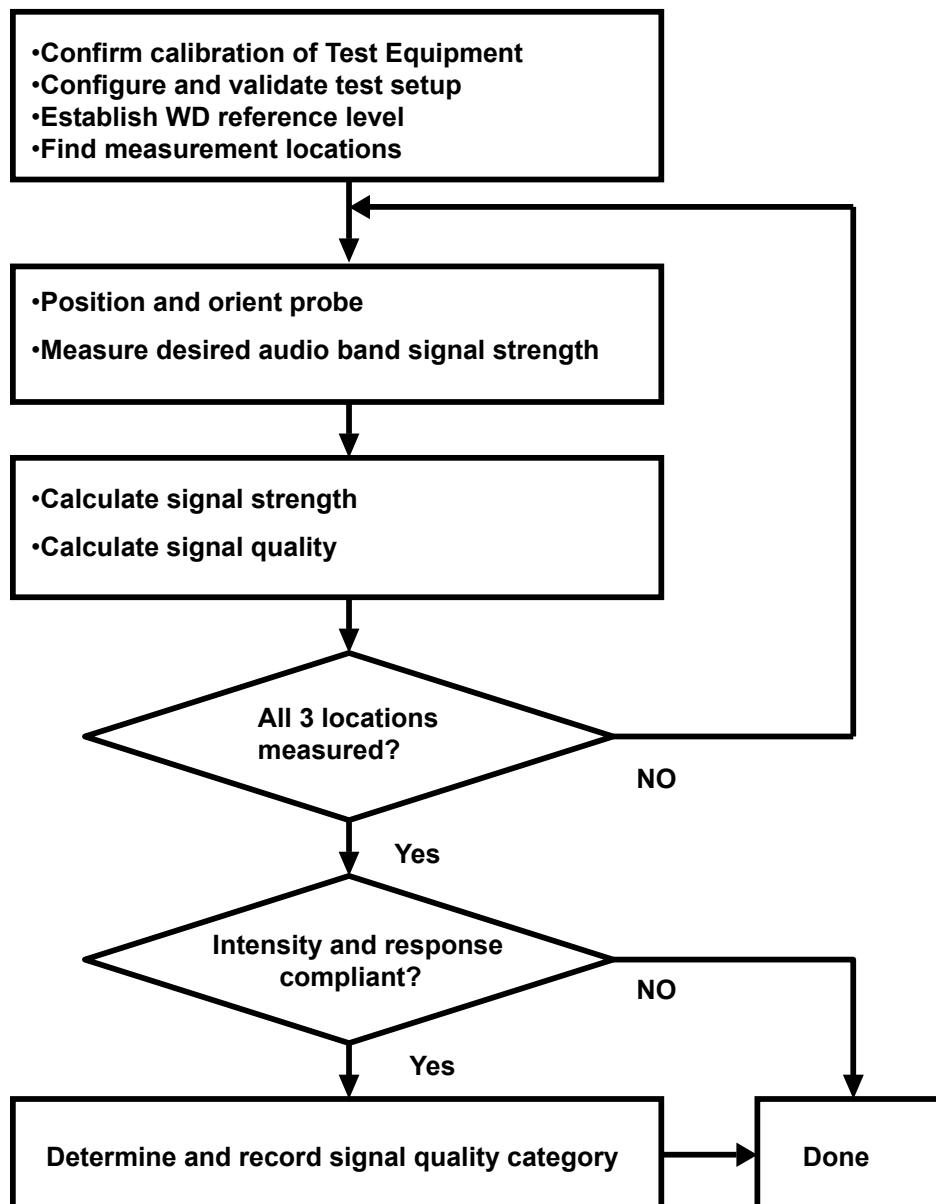 •Confirm calibration of Test Equipment
•Configure and validate test setup
•Establish WD reference level
•Find measurement locations
•Position and orient probe
•Measure desired audio band signal strength
•Calculate signal strength
•Calculate signal quality
All 3 locations
measured?
NO
Yes
Intensity and response
compliant?
NO
Yes
Determine and record signal quality category
Done